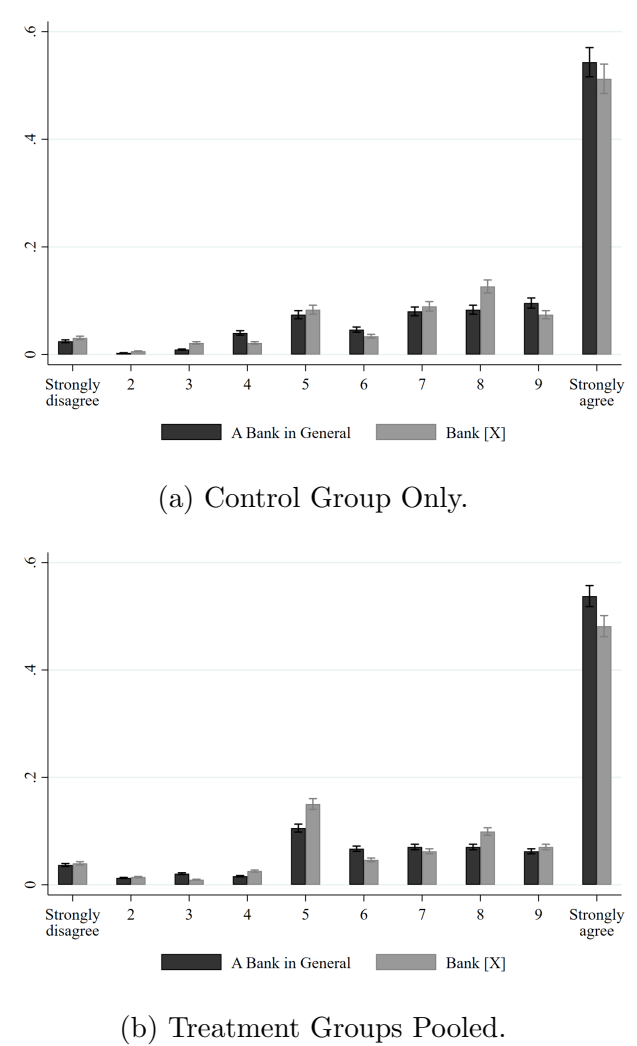 .6
.4
.2
0
Strongly disagree 2 3 4 5 6 7 8 9 Strongly agree
A Bank in General Bank [X]
(a) Control Group Only.
.6
.4
.2
0
Strongly disagree 2 3 4 5 6 7 8 9 Strongly agree
A Bank in General Bank [X]
(b) Treatment Groups Pooled.